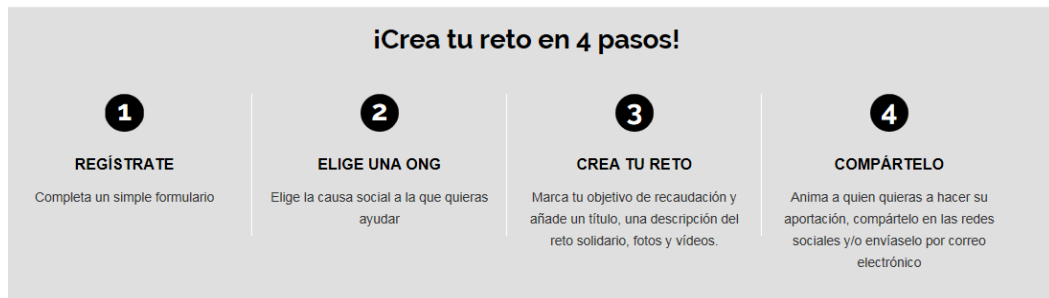 ¡Crea tu reto en 4 pasos!
1
REGÍSTRATE
Completa un simple formulario
2
ELIGE UNA ONG
Elige la causa social a la que quieras
ayudar
3
CREA TU RETO
Marca tu objetivo de recaudación y
añade un título, una descripción del
reto solidario, fotos y vídeos.
4
COMPÁRTELO
Anima a quien quieras a hacer su
aportación, compártelo en las redes
sociales y/o envíaselo por correo
electrónico